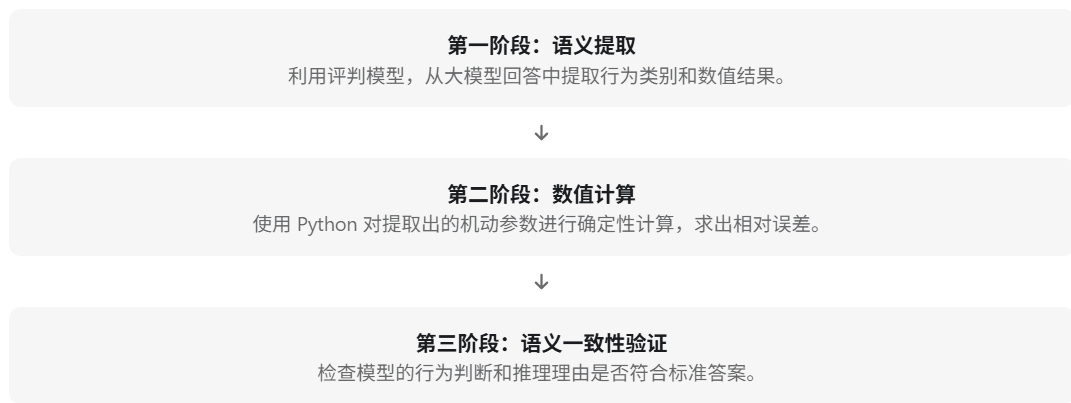 第一阶段：语义提取
利用评判模型，从大模型回答中提取行为类别和数值结果。
↓
第二阶段：数值计算
使用 Python 对提取出的机动参数进行确定性计算，求出相对误差。
↓
第三阶段：语义一致性验证
检查模型的行为判断和推理理由是否符合标准答案。